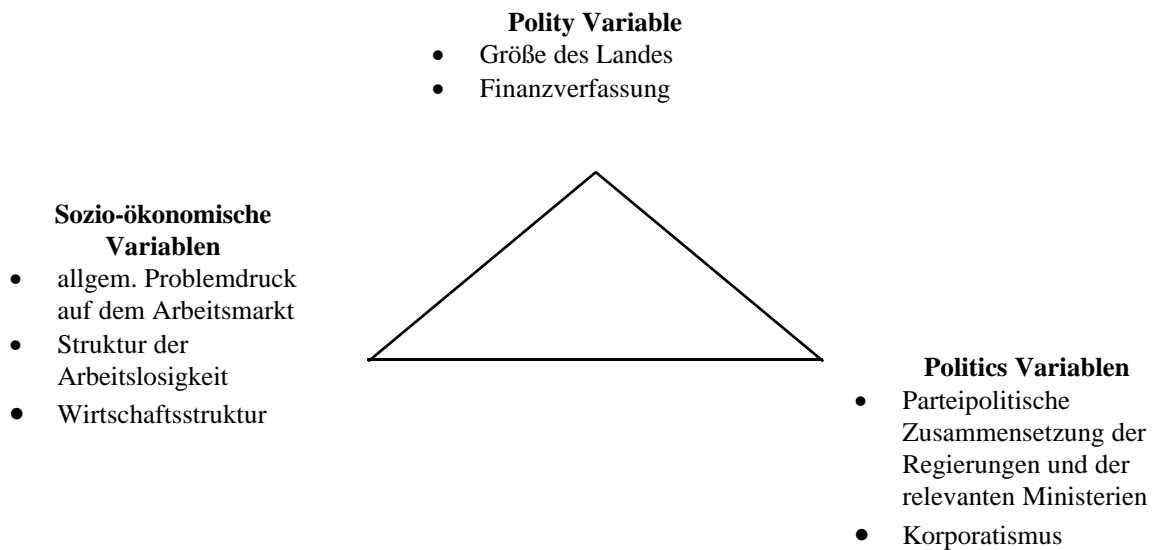 Polity Variable
• Größe des Landes
• Finanzverfassung
Sozio-ökonomische
Variablen
• allgem. Problemdruck
auf dem Arbeitsmarkt
• Struktur der
Arbeitslosigkeit
• Wirtschaftsstruktur
Politics Variablen
• Parteipolitische
Zusammensetzung der
Regierungen und der
relevanten Ministerien
• Korporatismus